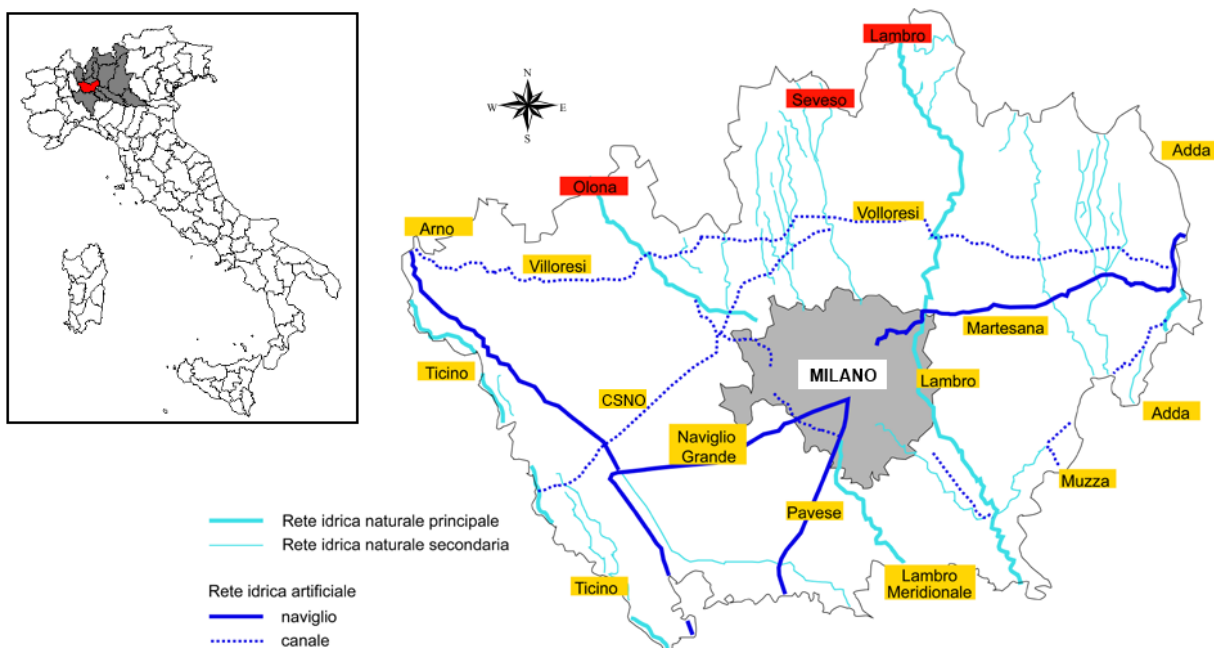 Lambro
N
W
E
S
Seveso
Adda
Olona
Arno
Volloresi
Villoresi
Martesana
MILANO
Ticino
Lambro
CSNO
Adda
Naviglio
Grande
Muzza
Pavese
Rete idrica naturale principale
Rete idrica naturale secondaria
Ticino
Lambro
Meridionale
Rete idrica artificiale
naviglio
canale